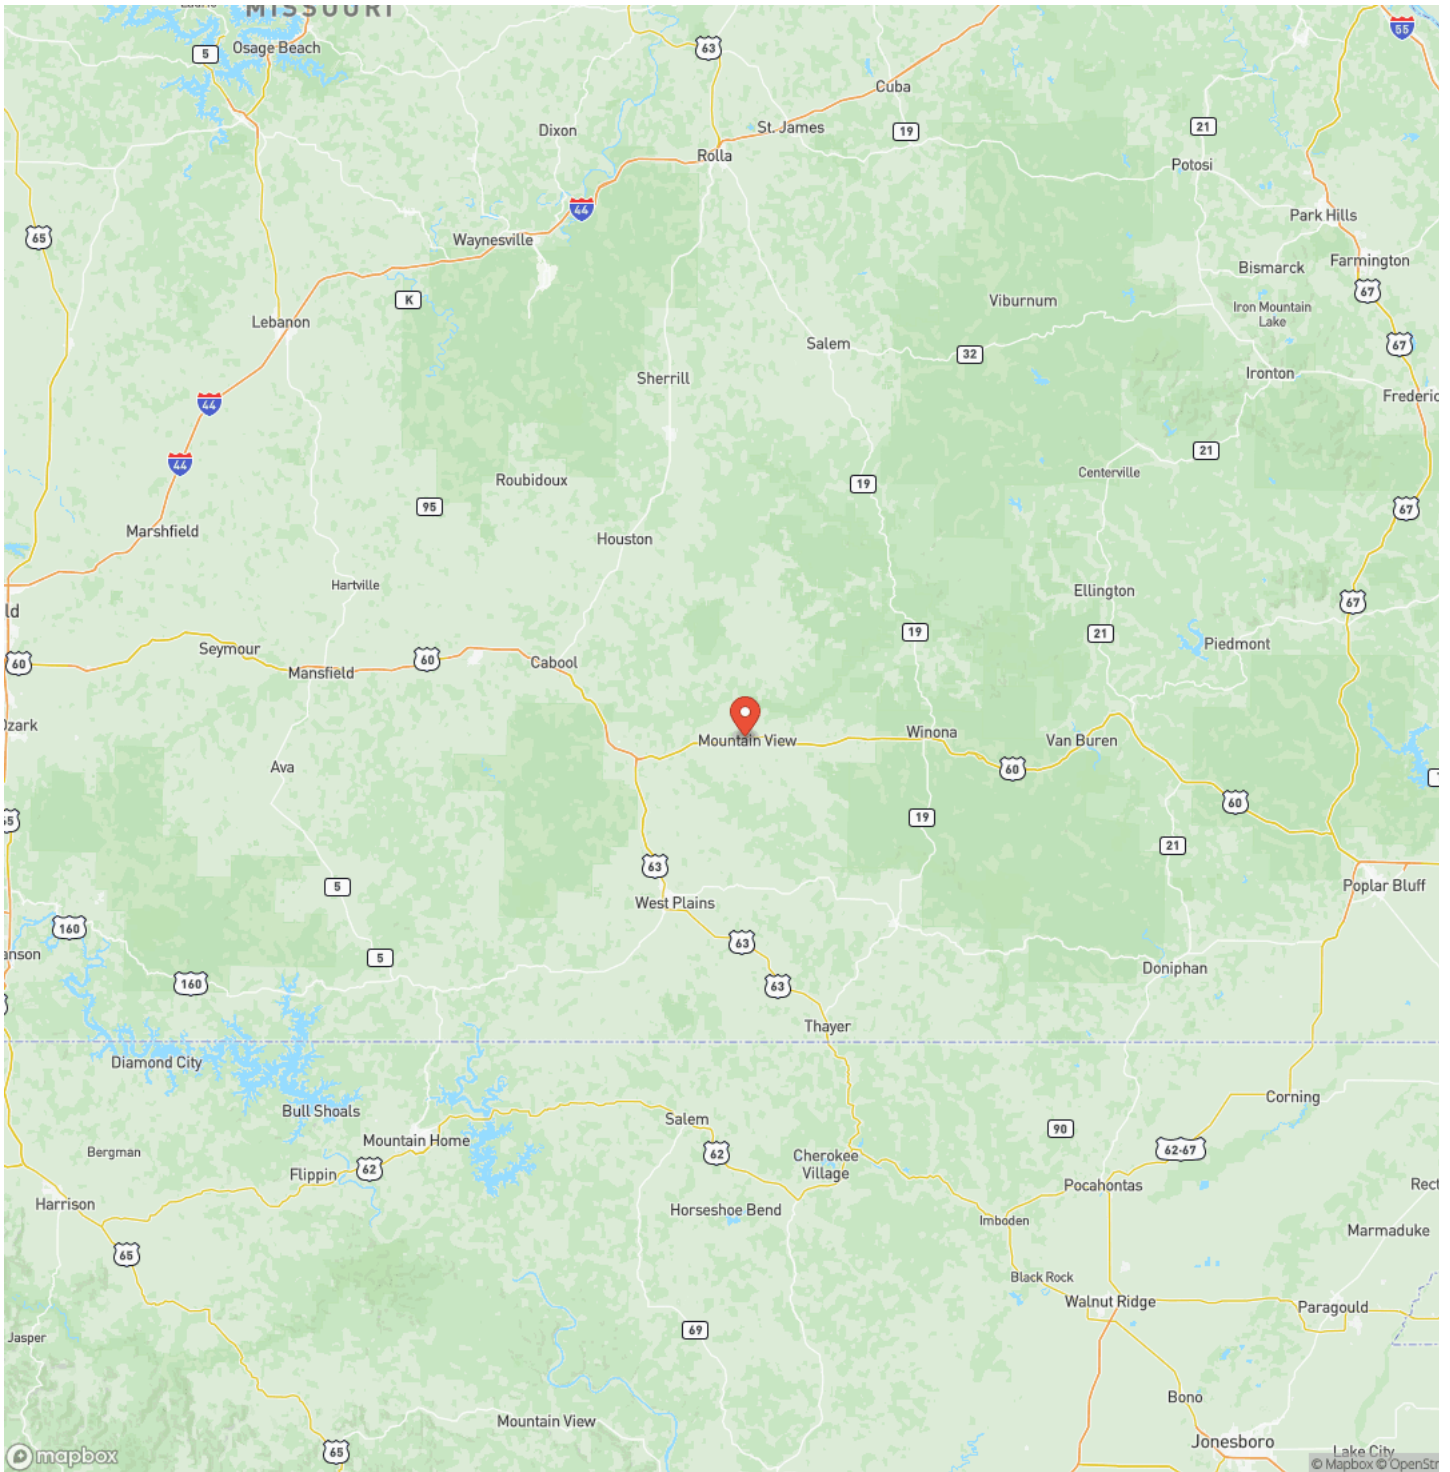 MISSOURI
Laurie
55
63
5
Osage Beach
Cuba
Dixon
St. James
19
21
Rolla
Potosi
44
Park Hills
65
Waynesville
Bismarck
Farmington
K
Viburnum
67
Iron Mountain
Lake
Lebanon
Salem
32
67
Sherrill
Ironton
Frederic
44
44
21
Centerville
Roubidoux
19
95
67
Marshfield
Houston
Hartville
Ellington
67
ld
19
21
Seymour
Piedmont
60
60
Cabool
Mansfield
Ozark
Winona
Mountain View
Van Buren
Ava
60
60
65
19
21
63
5
Poplar Bluff
West Plains
160
63
anson
5
Doniphan
160
63
Thayer
Diamond City
Corning
Bull Shoals
Salem
90
Mountain Home
62-67
Bergman
62
Cherokee
Village
62
Flippin
Pocahontas
Rect
Harrison
Horseshoe Bend
Imboden
Marmaduke
65
Black Rock
Walnut Ridge
Paragould
69
Jasper
Bono
Mountain View
Jonesboro
65
Lake City
mapbox
© Mapbox © OpenStr